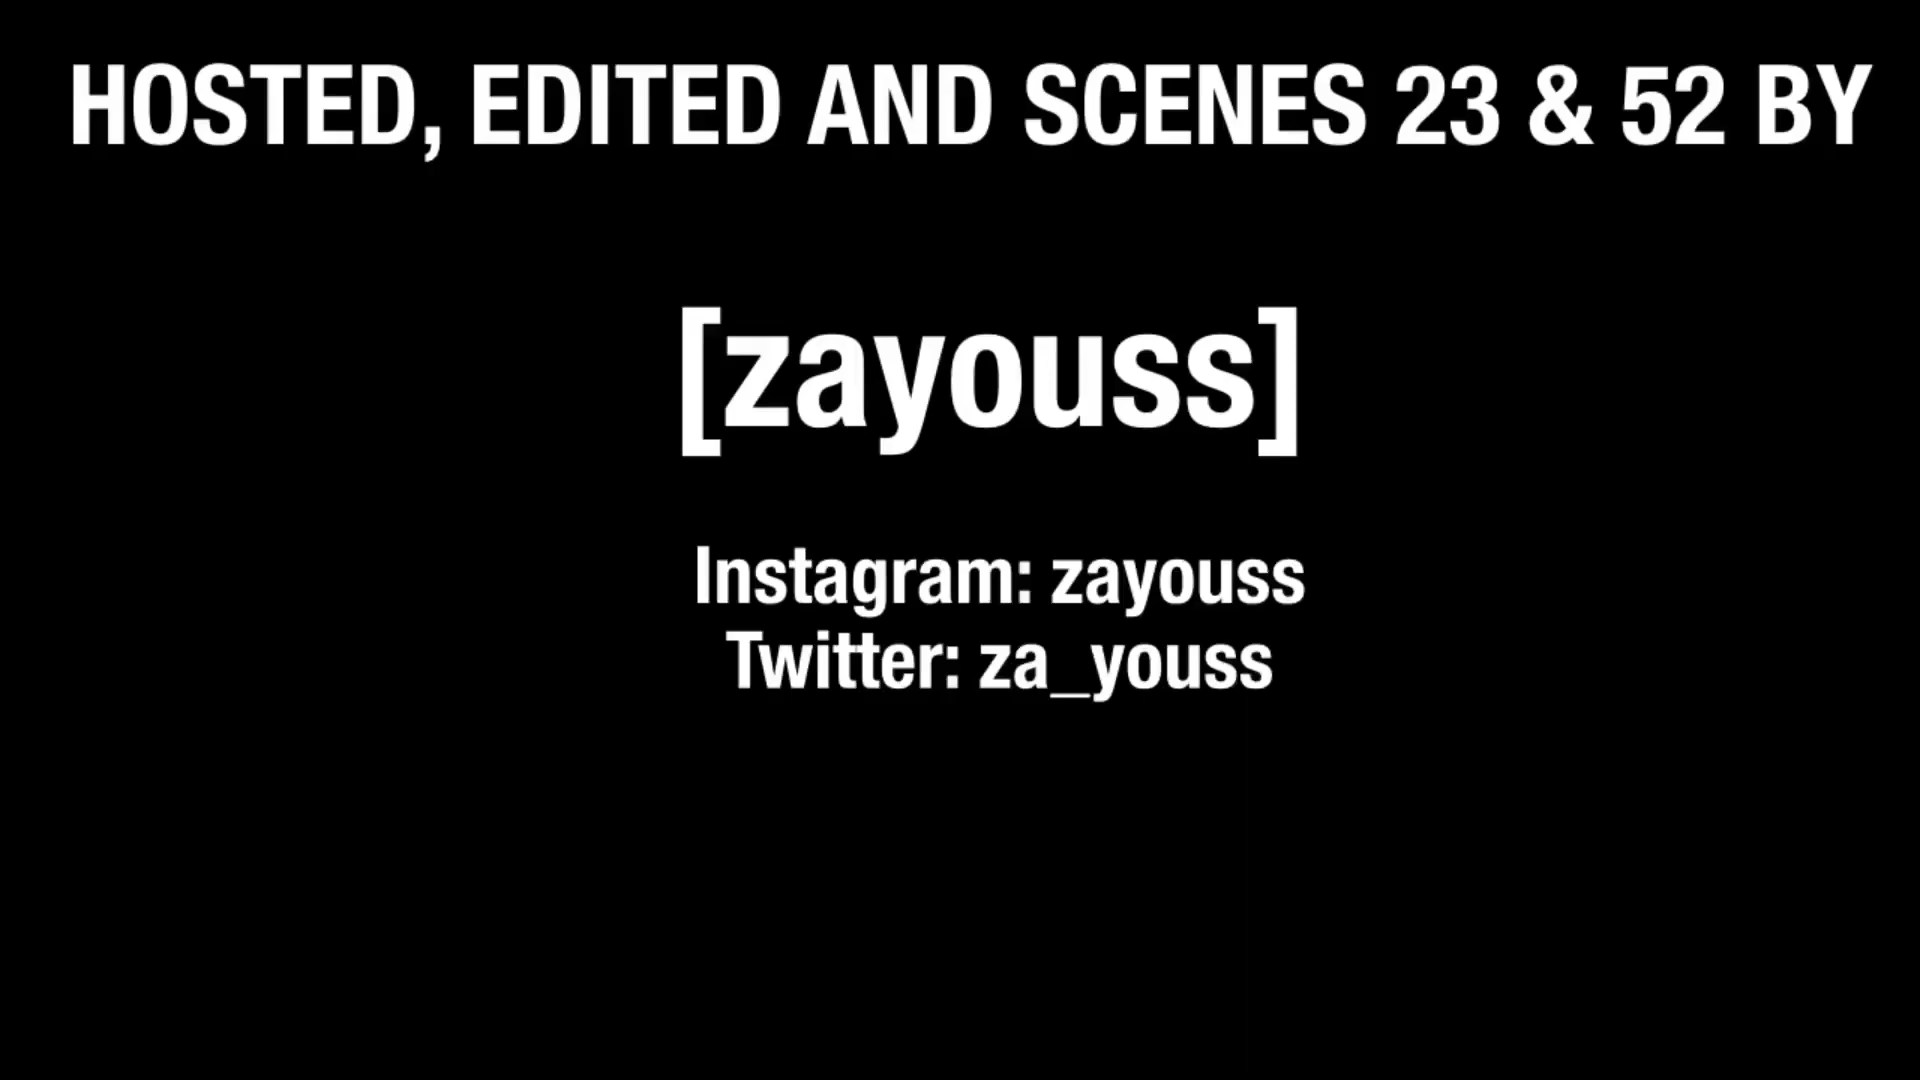 HOSTED, EDITED AND SCENES 23 & 52 BY
[zayouss]
Instagram: zayouss
Twitter: za_youss